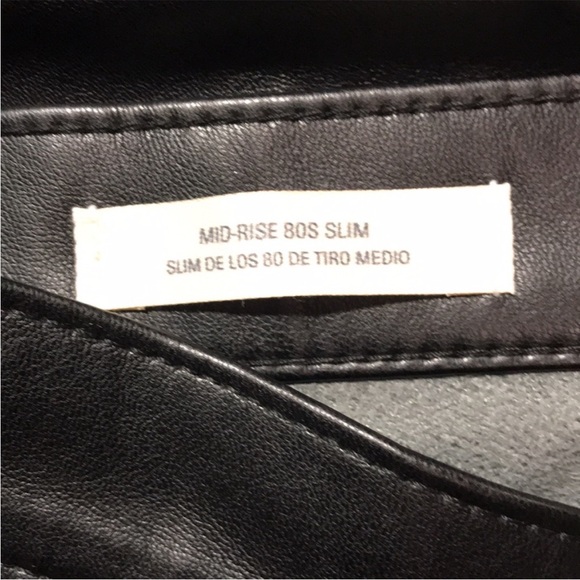 MID-RISE 80S SLIM
SLIM DE LOS 80 DE TIRO MEDIO